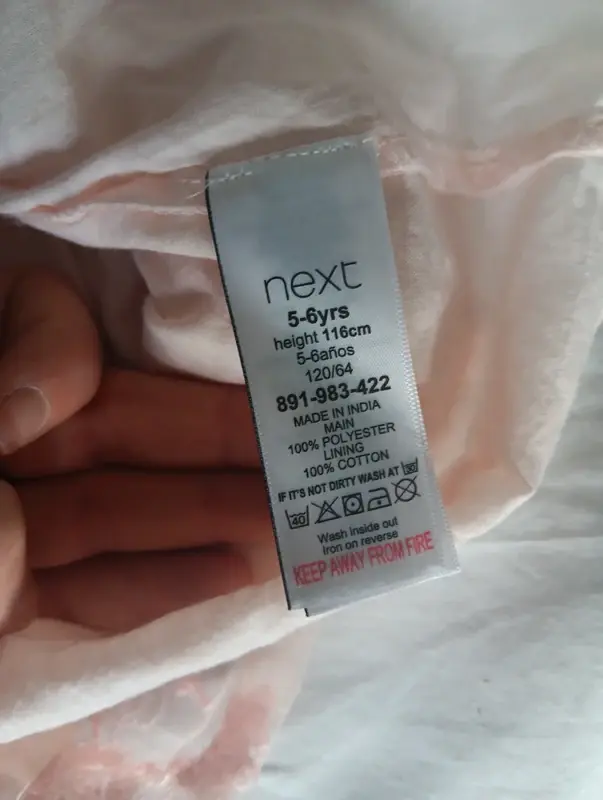 next
5-6yrs
height 116cm
5-6años
120/64
891-983-422
MADE IN INDIA
MAIN
100% POLYESTER
LINING
100% COTTON
IF IT'S NOT DIRTY WASH AT 30
40
Wash inside out
Iron on reverse
KEEP AWAY FROM FIRE